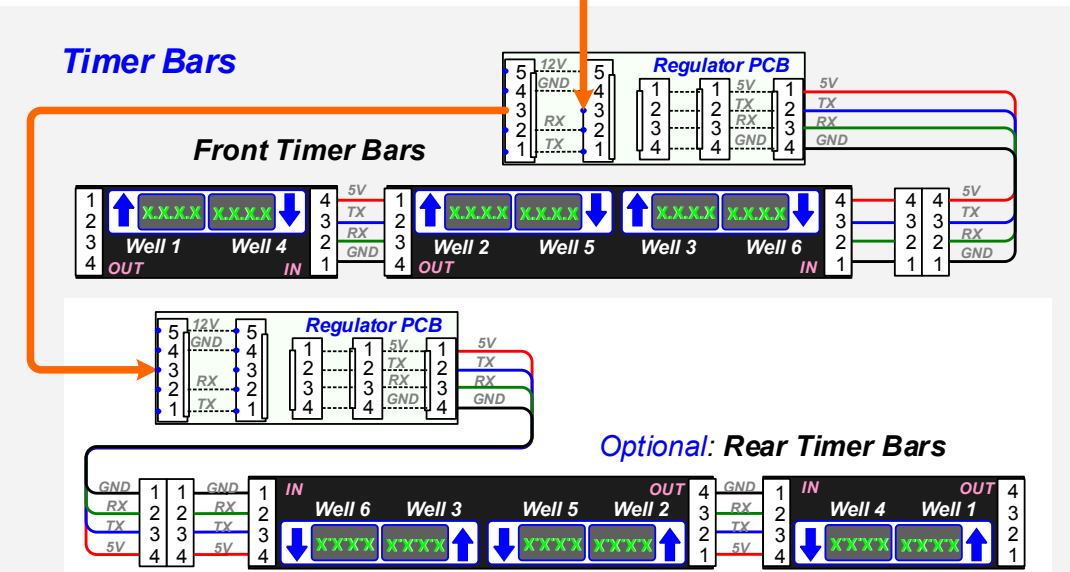 Timer Bars
Regulator PCB
5 12V 5 1 1 5V 1 5V
4 GND 4 2 2 TX 2 TX
3 3 3 3 RX 3 RX
2 RX 2 4 4 GND 4 GND
1 TX 1
Front Timer Bars
1 X.X.X.X X.X.X.X 4 5V 1 X.X.X.X X.X.X.X X.X.X.X X.X.X.X 4 4 4 5V
2 3 TX 2 3 3 3 TX
3 Well 1 Well 4 2 RX 3 Well 2 Well 5 Well 3 Well 6 2 2 2 RX
4 OUT IN 1 GND 4 OUT IN 1 1 1 GND
Regulator PCB
5 12V 5 1 1 5V 1 5V
4 GND 4 2 2 TX 2 TX
3 3 3 3 RX 3 RX
2 RX 2 4 4 GND 4 GND
1 TX 1
Optional: Rear Timer Bars
GND 1 1 GND 1 IN OUT 4 GND 1 IN OUT 4
RX 2 2 RX 2 Well 6 Well 3 Well 5 Well 2 3 RX 2 Well 4 Well 1 3
TX 3 3 TX 3 2 TX 3 2
5V 4 4 5V 4 X.X.X.X X.X.X.X X.X.X.X X.X.X.X 1 5V 4 X.X.X.X X.X.X.X 1